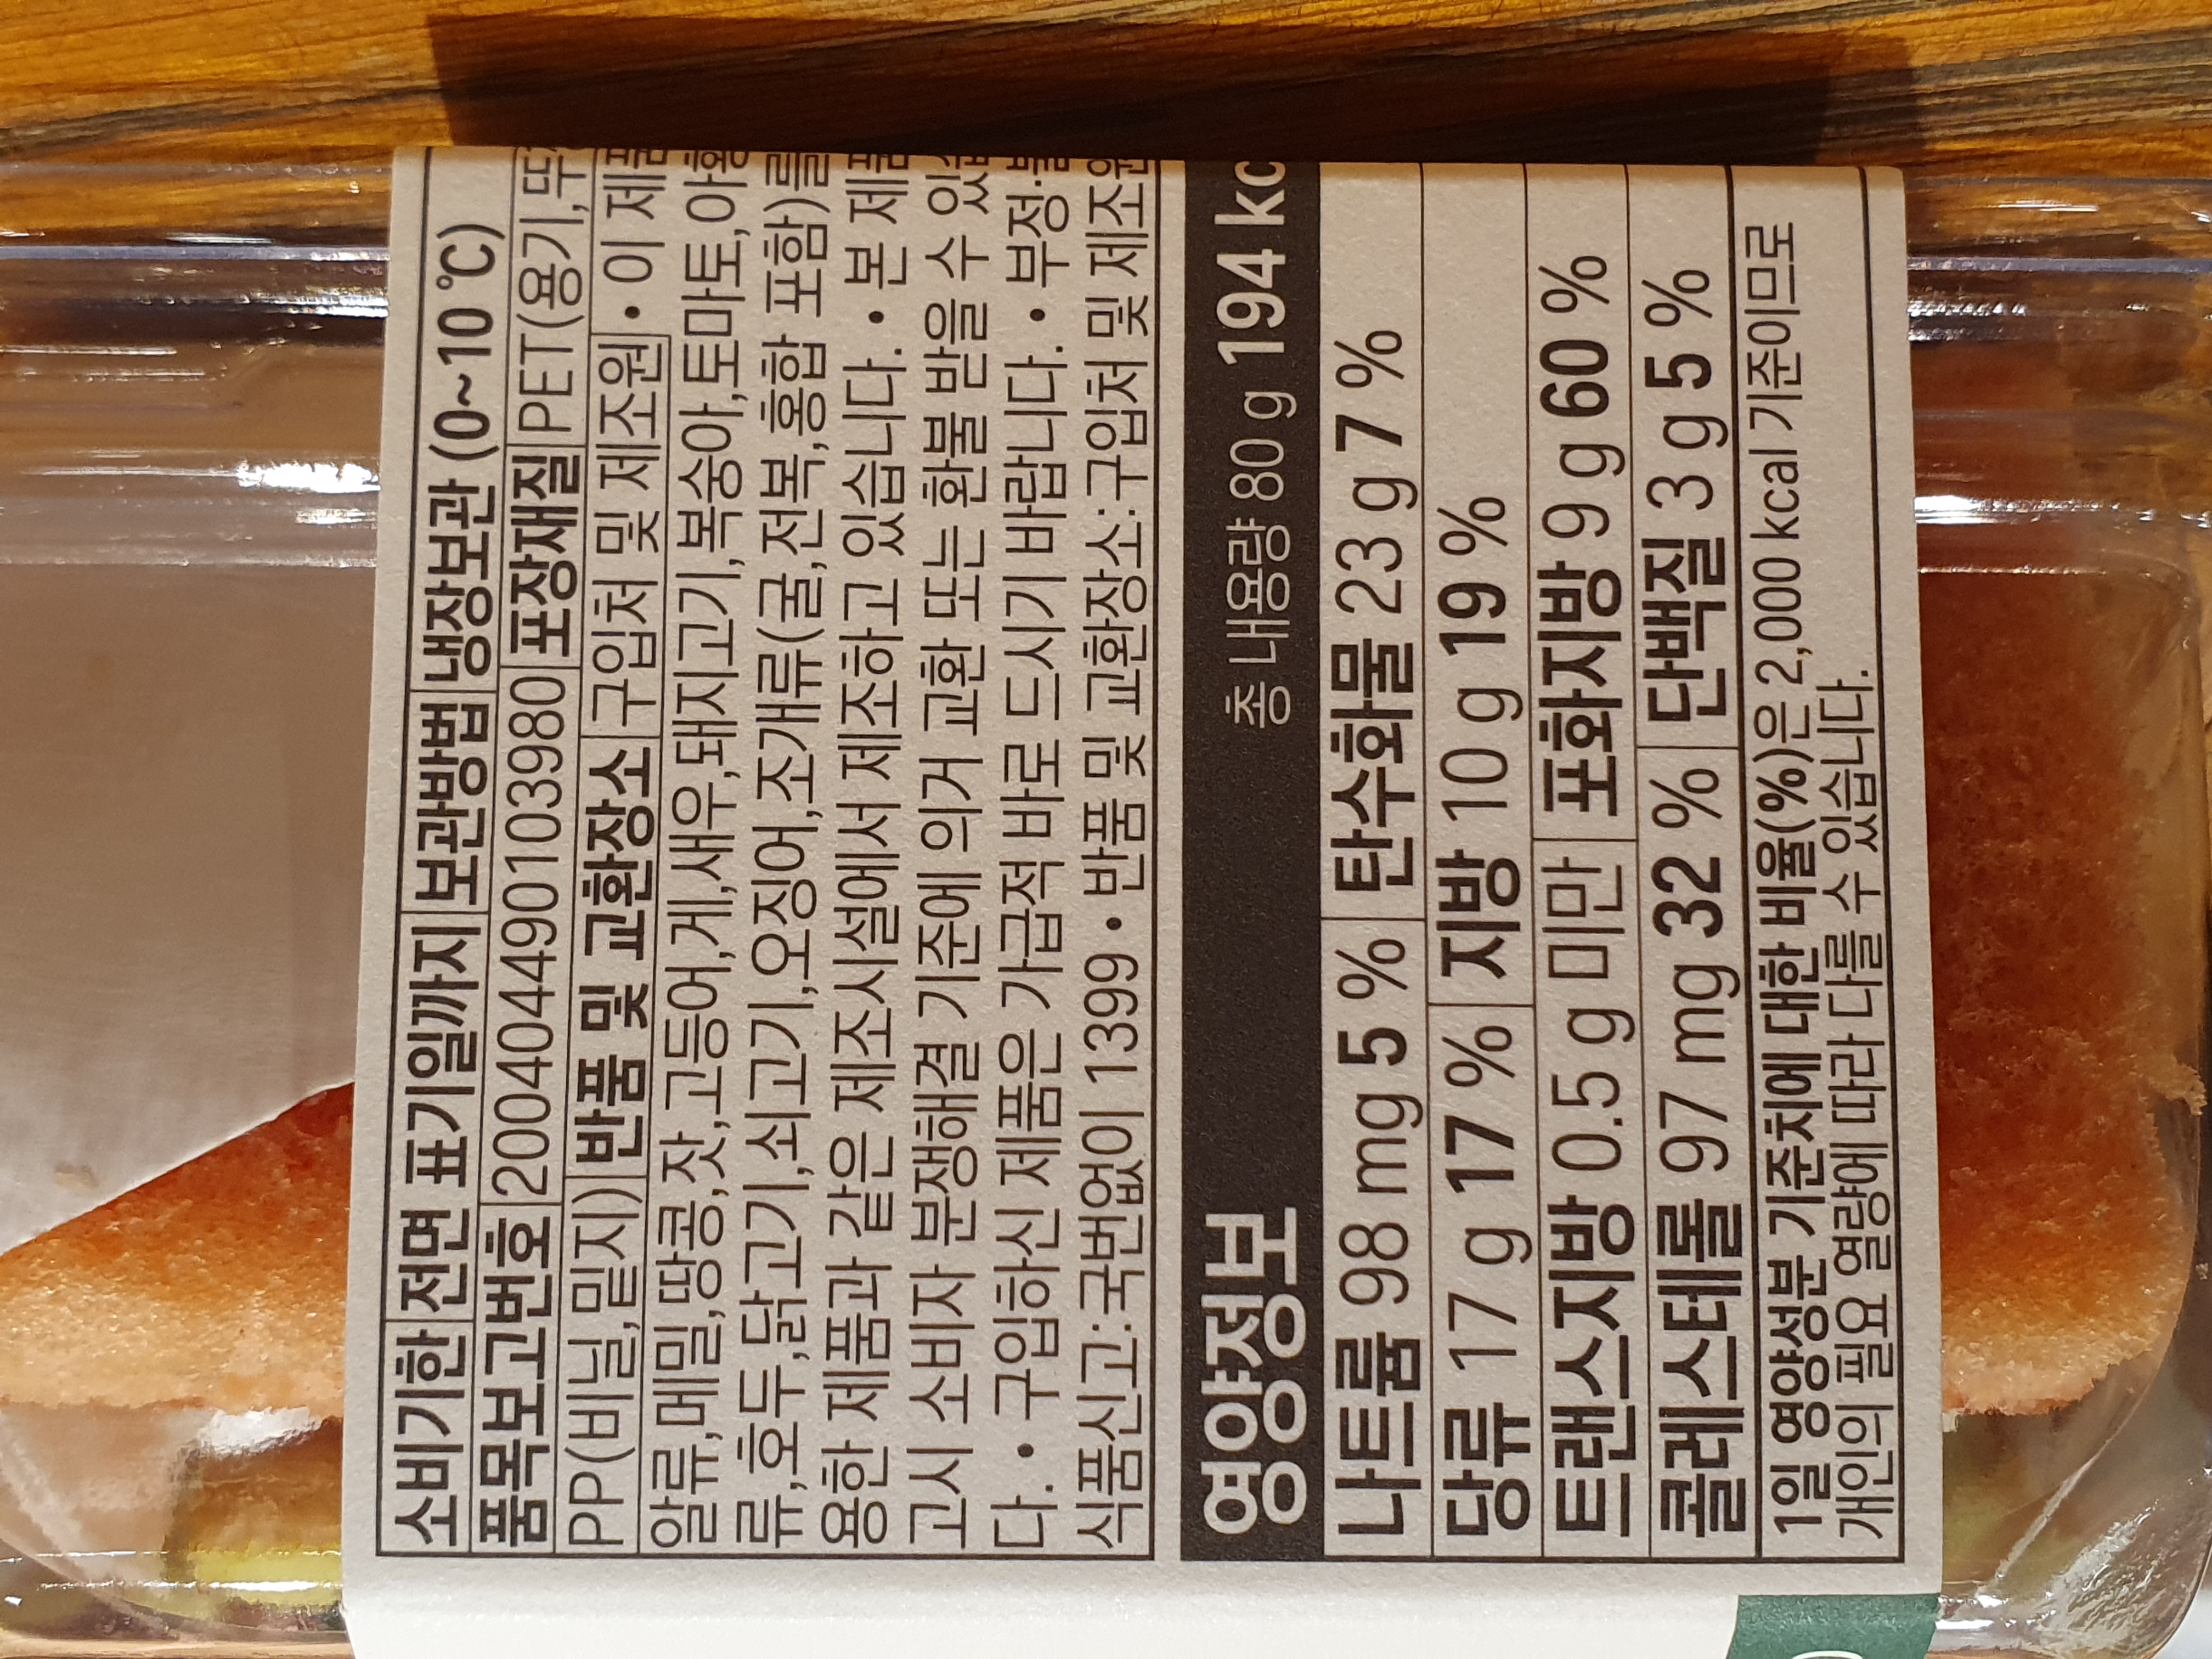 소비기한 전면 표기일까지 보관방법 냉장보관 (0~10 ℃)
품목보고번호 20040449010​3980 포장재질 PET(용기,뚜
PP(비닐,밑지) 반품 및 교환장소 구입처 및 제조원 • 이 제품
알류,메밀,땅콩,잣,고등어,게,새우,돼지고기,복숭아,토마토,아황
류,호두,닭고기,쇠고기,오징어,조개류(굴,전복,홍합 포함)를
용한 제품과 같은 제조시설에서 제조하고 있습니다. • 본 제품
고시 소비자 분쟁해결 기준에 의거 교환 또는 환불 받을 수 있
다. • 구입하신 제품은 가급적 바로 드시기 바랍니다. • 부정·불
식품신고:국번없이 1399 • 반품 및 교환장소:구입처 및 제조원
영양정보 총 내용량 80 g 194 kc
나트륨 98 mg 5 % 탄수화물 23 g 7 %
당류 17 g 17 % 지방 10 g 19 %
트랜스지방 0.5 g 미만 포화지방 9 g 60 %
콜레스테롤 97 mg 32 % 단백질 3 g 5 %
1일 영양성분 기준치에 대한 비율(%)은 2,000 kcal 기준이므로
개인의 필요 열량에 따라 다를 수 있습니다.